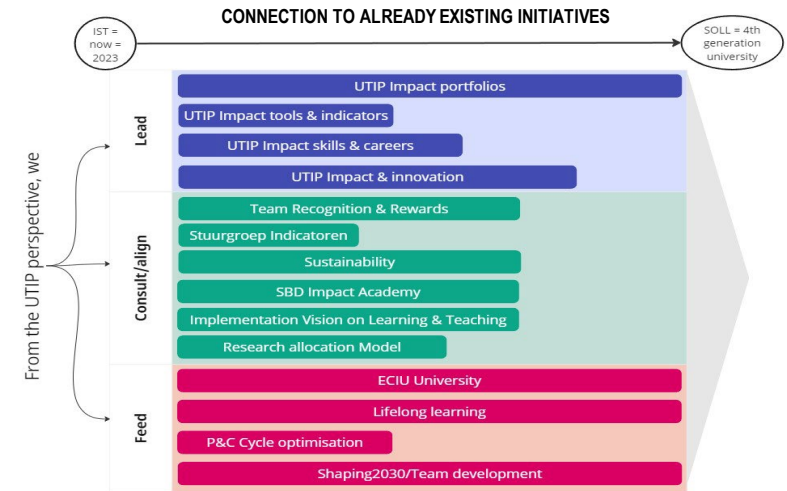 CONNECTION TO ALREADY EXISTING INITIATIVES
IST =
now =
2023
SOLL = 4th
generation
university
From the UTIP perspective, we
Lead
UTIP Impact portfolios
UTIP Impact tools & indicators
UTIP Impact skills & careers
UTIP Impact & innovation
Consult/align
Team Recognition & Rewards
Stuurgroep Indicatoren
Sustainability
SBD Impact Academy
Implementation Vision on Learning & Teaching
Research allocation Model
Feed
ECIU University
Lifelong learning
P&C Cycle optimisation
Shaping2030/Team development